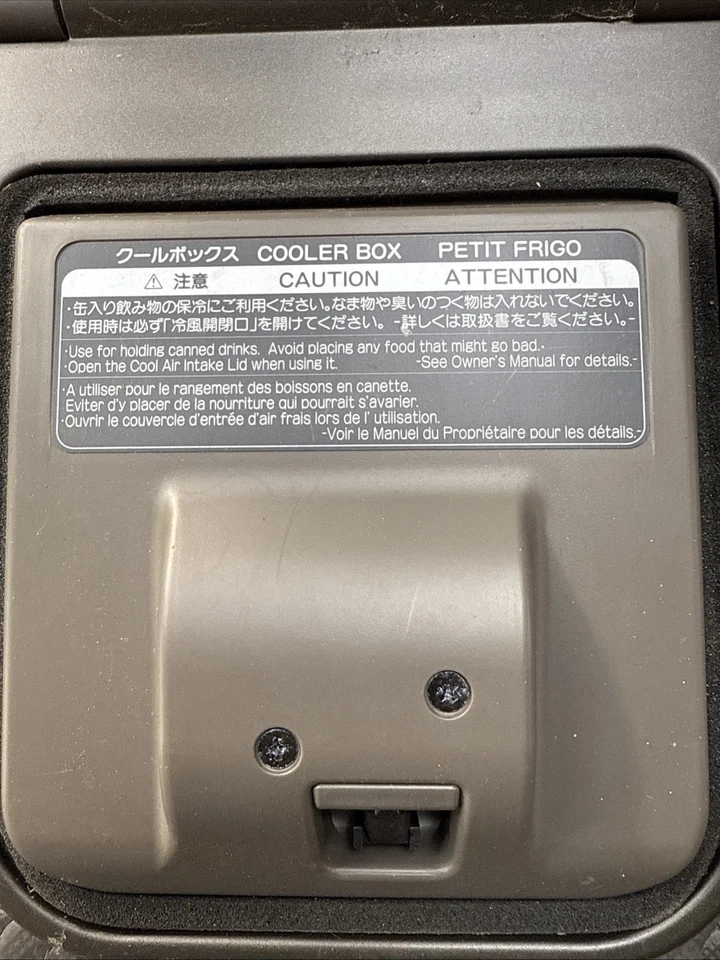 クールボックス COOLER BOX PETIT FRIGO
⚠ 注意 CAUTION ATTENTION
・缶入り飲み物の保冷にご利用ください。なま物や臭いのつく物は入れないでください。
・使用時は必ず「冷風開閉口」を開けてください。 -詳しくは取扱書をご覧ください。-
·Use for holding canned drinks. Avoid placing any food that might go bad.·
·Open the Cool Air Intake Lid when using it. -See Owner's Manual for details.-
·A utiliser pour le rangement des boissons en canette.
Eviter d'y placer de la nourriture qui pourrait s'avarier.
·Ouvrir le couvercle d'entrée d'air frais lors de l' utilisation.
-Voir le Manuel du Propriétaire pour les détails.-